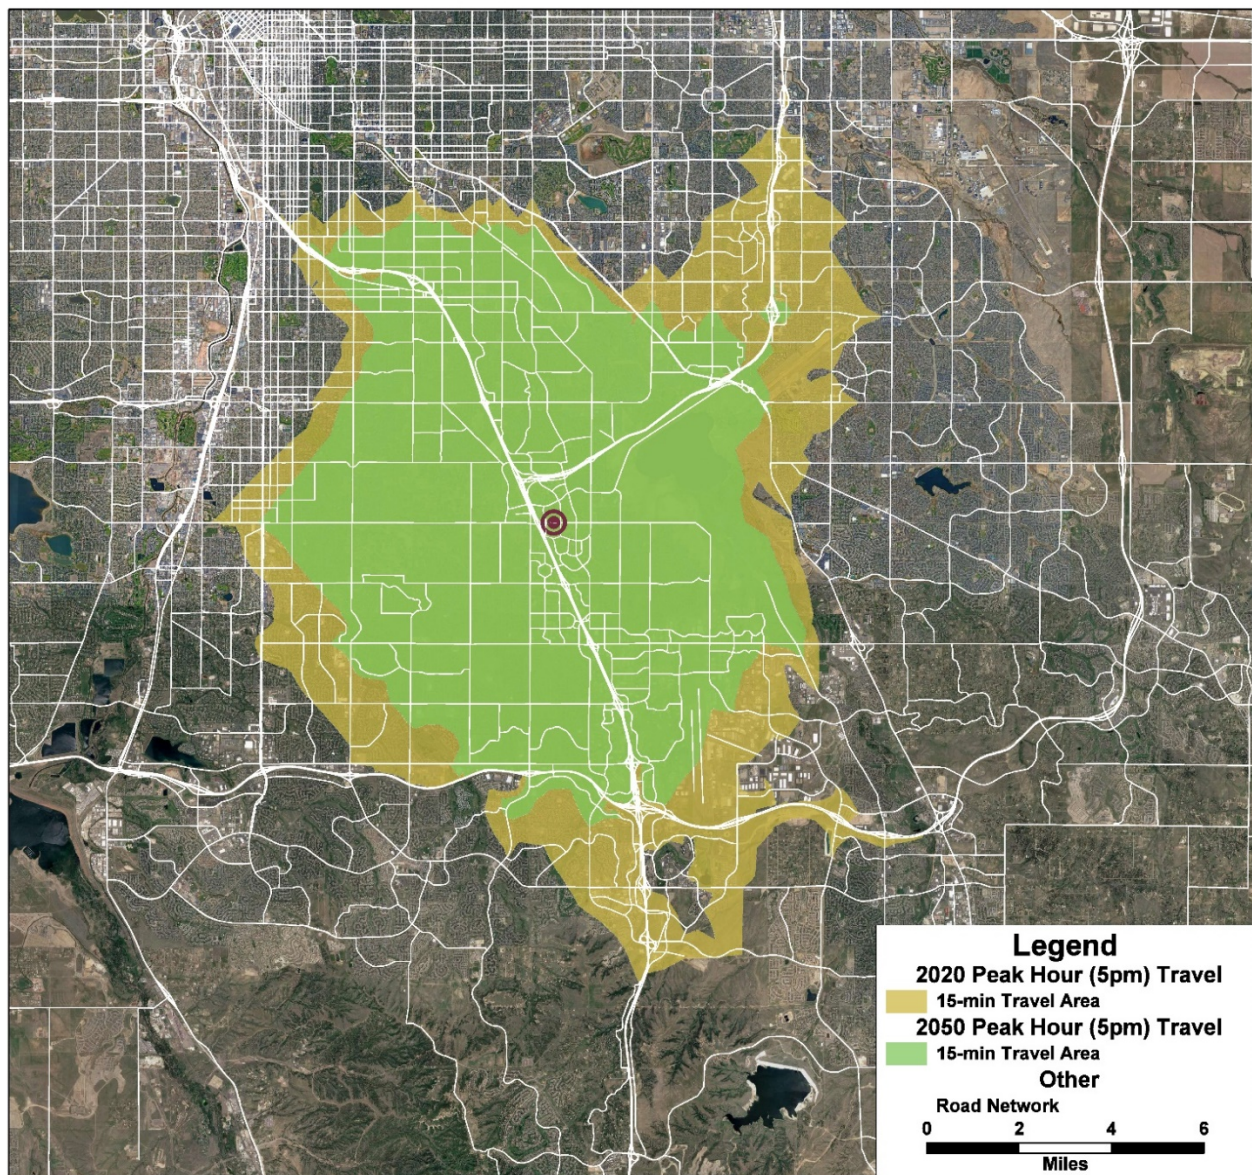 Legend
2020 Peak Hour (5pm) Travel
15-min Travel Area
2050 Peak Hour (5pm) Travel
15-min Travel Area
Other
Road Network
0 2 4 6
Miles